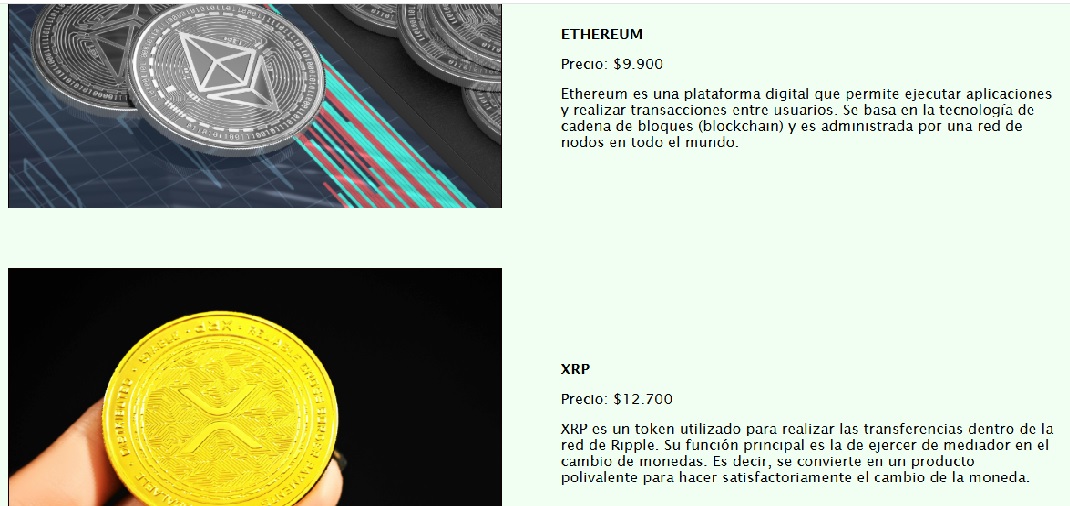 ETHEREUM
Precio: $9.900
Ethereum es una plataforma digital que permite ejecutar aplicaciones
y realizar transacciones entre usuarios. Se basa en la tecnología de
cadena de bloques (blockchain) y es administrada por una red de
nodos en todo el mundo.
XRP
Precio: $12.700
XRP es un token utilizado para realizar las transferencias dentro de la
red de Ripple. Su función principal es la de ejercer de mediador en el
cambio de monedas. Es decir, se convierte en un producto
polivalente para hacer satisfactoriamente el cambio de la moneda.